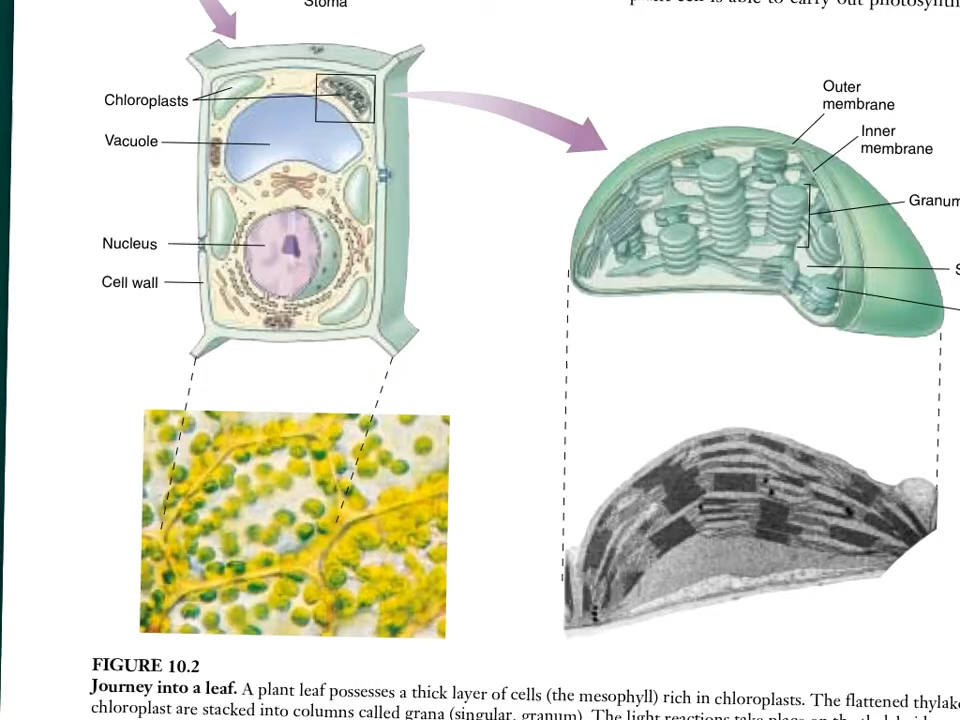 Stoma
Chloroplasts
Vacuole
Nucleus
Cell wall
Outer
membrane
Inner
membrane
Granum
S
FIGURE 10.2
Journey into a leaf. A plant leaf possesses a thick layer of cells (the mesophyll) rich in chloroplasts. The flattened
chloroplast are stacked into columns called grana (singular, granum). The light reactions take place on